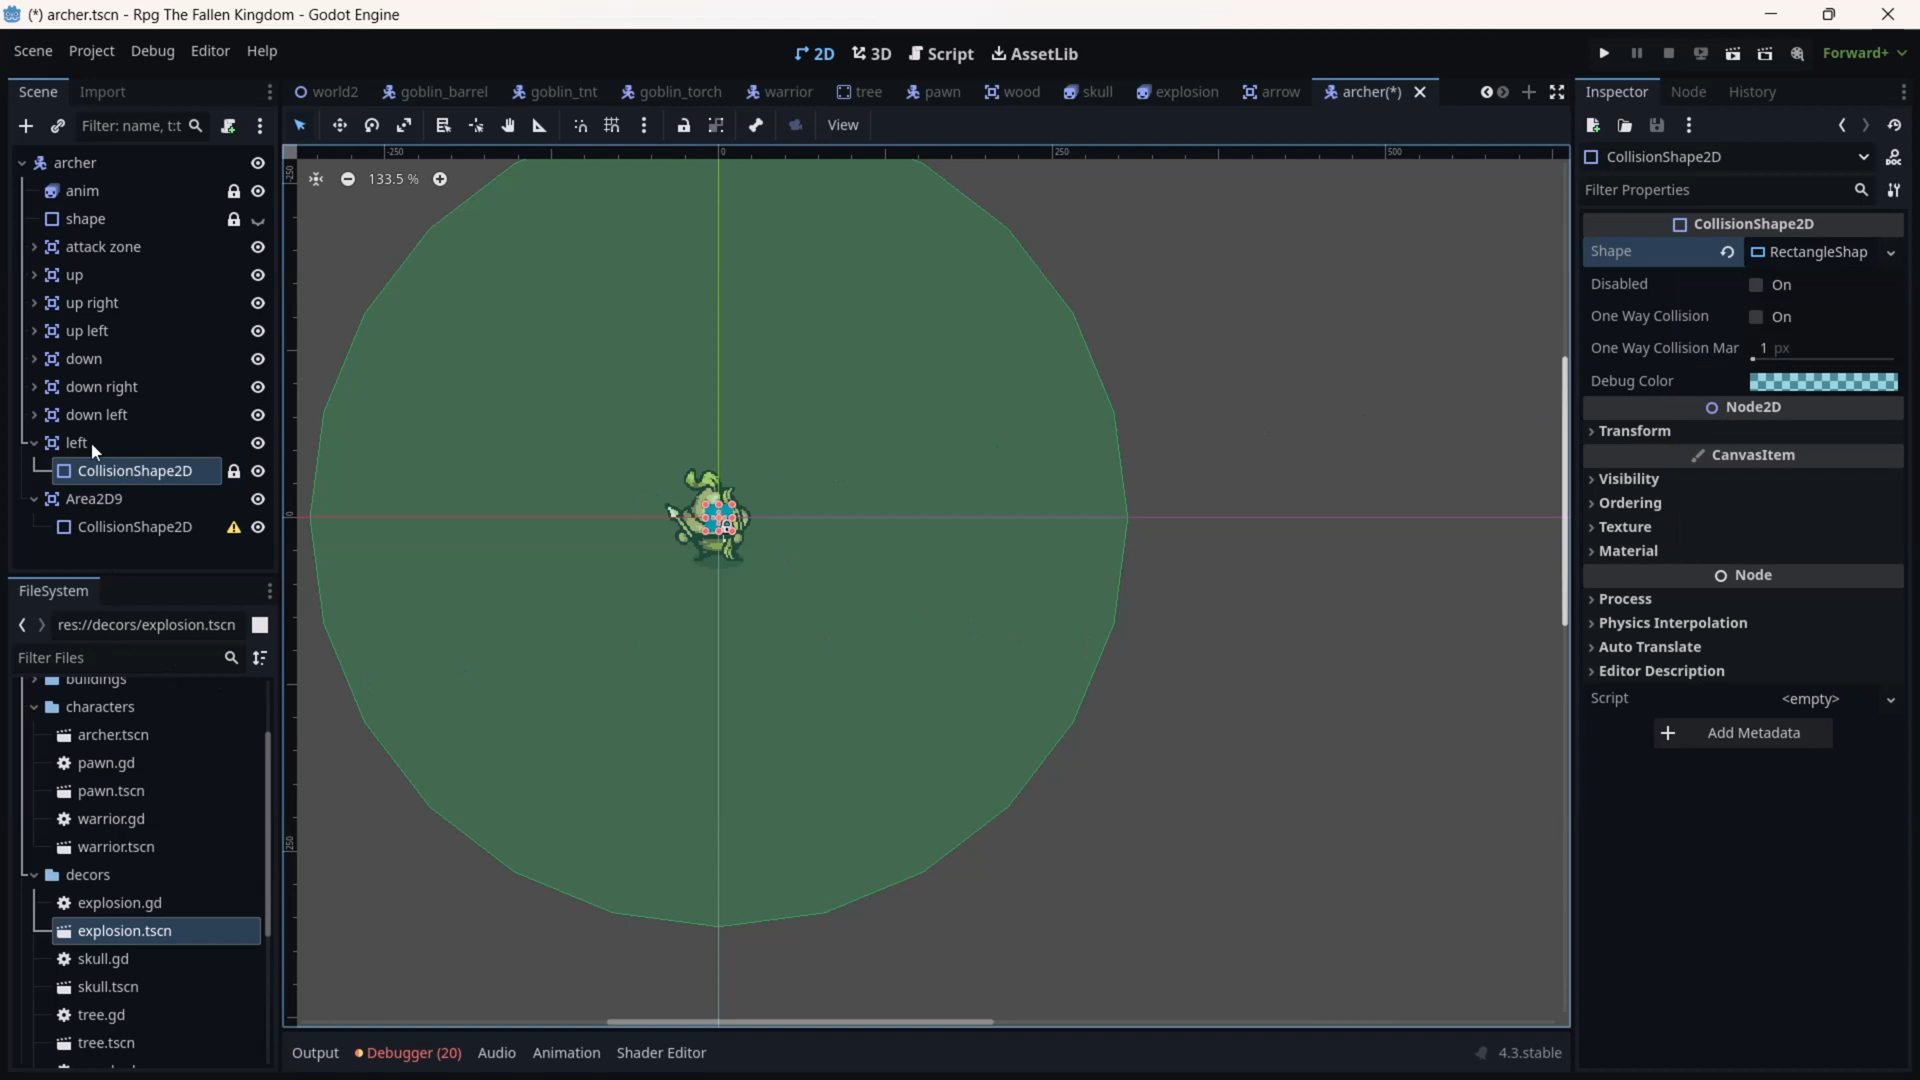 (*) archer.tscn - Rpg The Fallen Kingdom - Godot Engine
Scene Project Debug Editor Help
2D 3D Script AssetLib
Forward+
Scene Import
world2 goblin_barrel goblin_tnt goblin_torch warrior tree pawn wood skull explosion arrow archer(*)
Inspector Node History
Filter: name, t:t
View
archer
anim
shape
attack zone
up
up right
up left
down
down right
down left
left
CollisionShape2D
Area2D9
CollisionShape2D
FileSystem
res://decors/explosion.tscn
Filter Files
buildings
characters
archer.tscn
pawn.gd
pawn.tscn
warrior.gd
warrior.tscn
decors
explosion.gd
explosion.tscn
skull.gd
skull.tscn
tree.gd
tree.tscn
-250 0 250 500
133.5 %
-250
0
250
Output Debugger (20) Audio Animation Shader Editor
4.3.stable
CollisionShape2D
Filter Properties
CollisionShape2D
Shape RectangleShap
Disabled On
One Way Collision On
One Way Collision Mar 1 px
Debug Color
Node2D
Transform
CanvasItem
Visibility
Ordering
Texture
Material
Node
Process
Physics Interpolation
Auto Translate
Editor Description
Script <empty>
Add Metadata